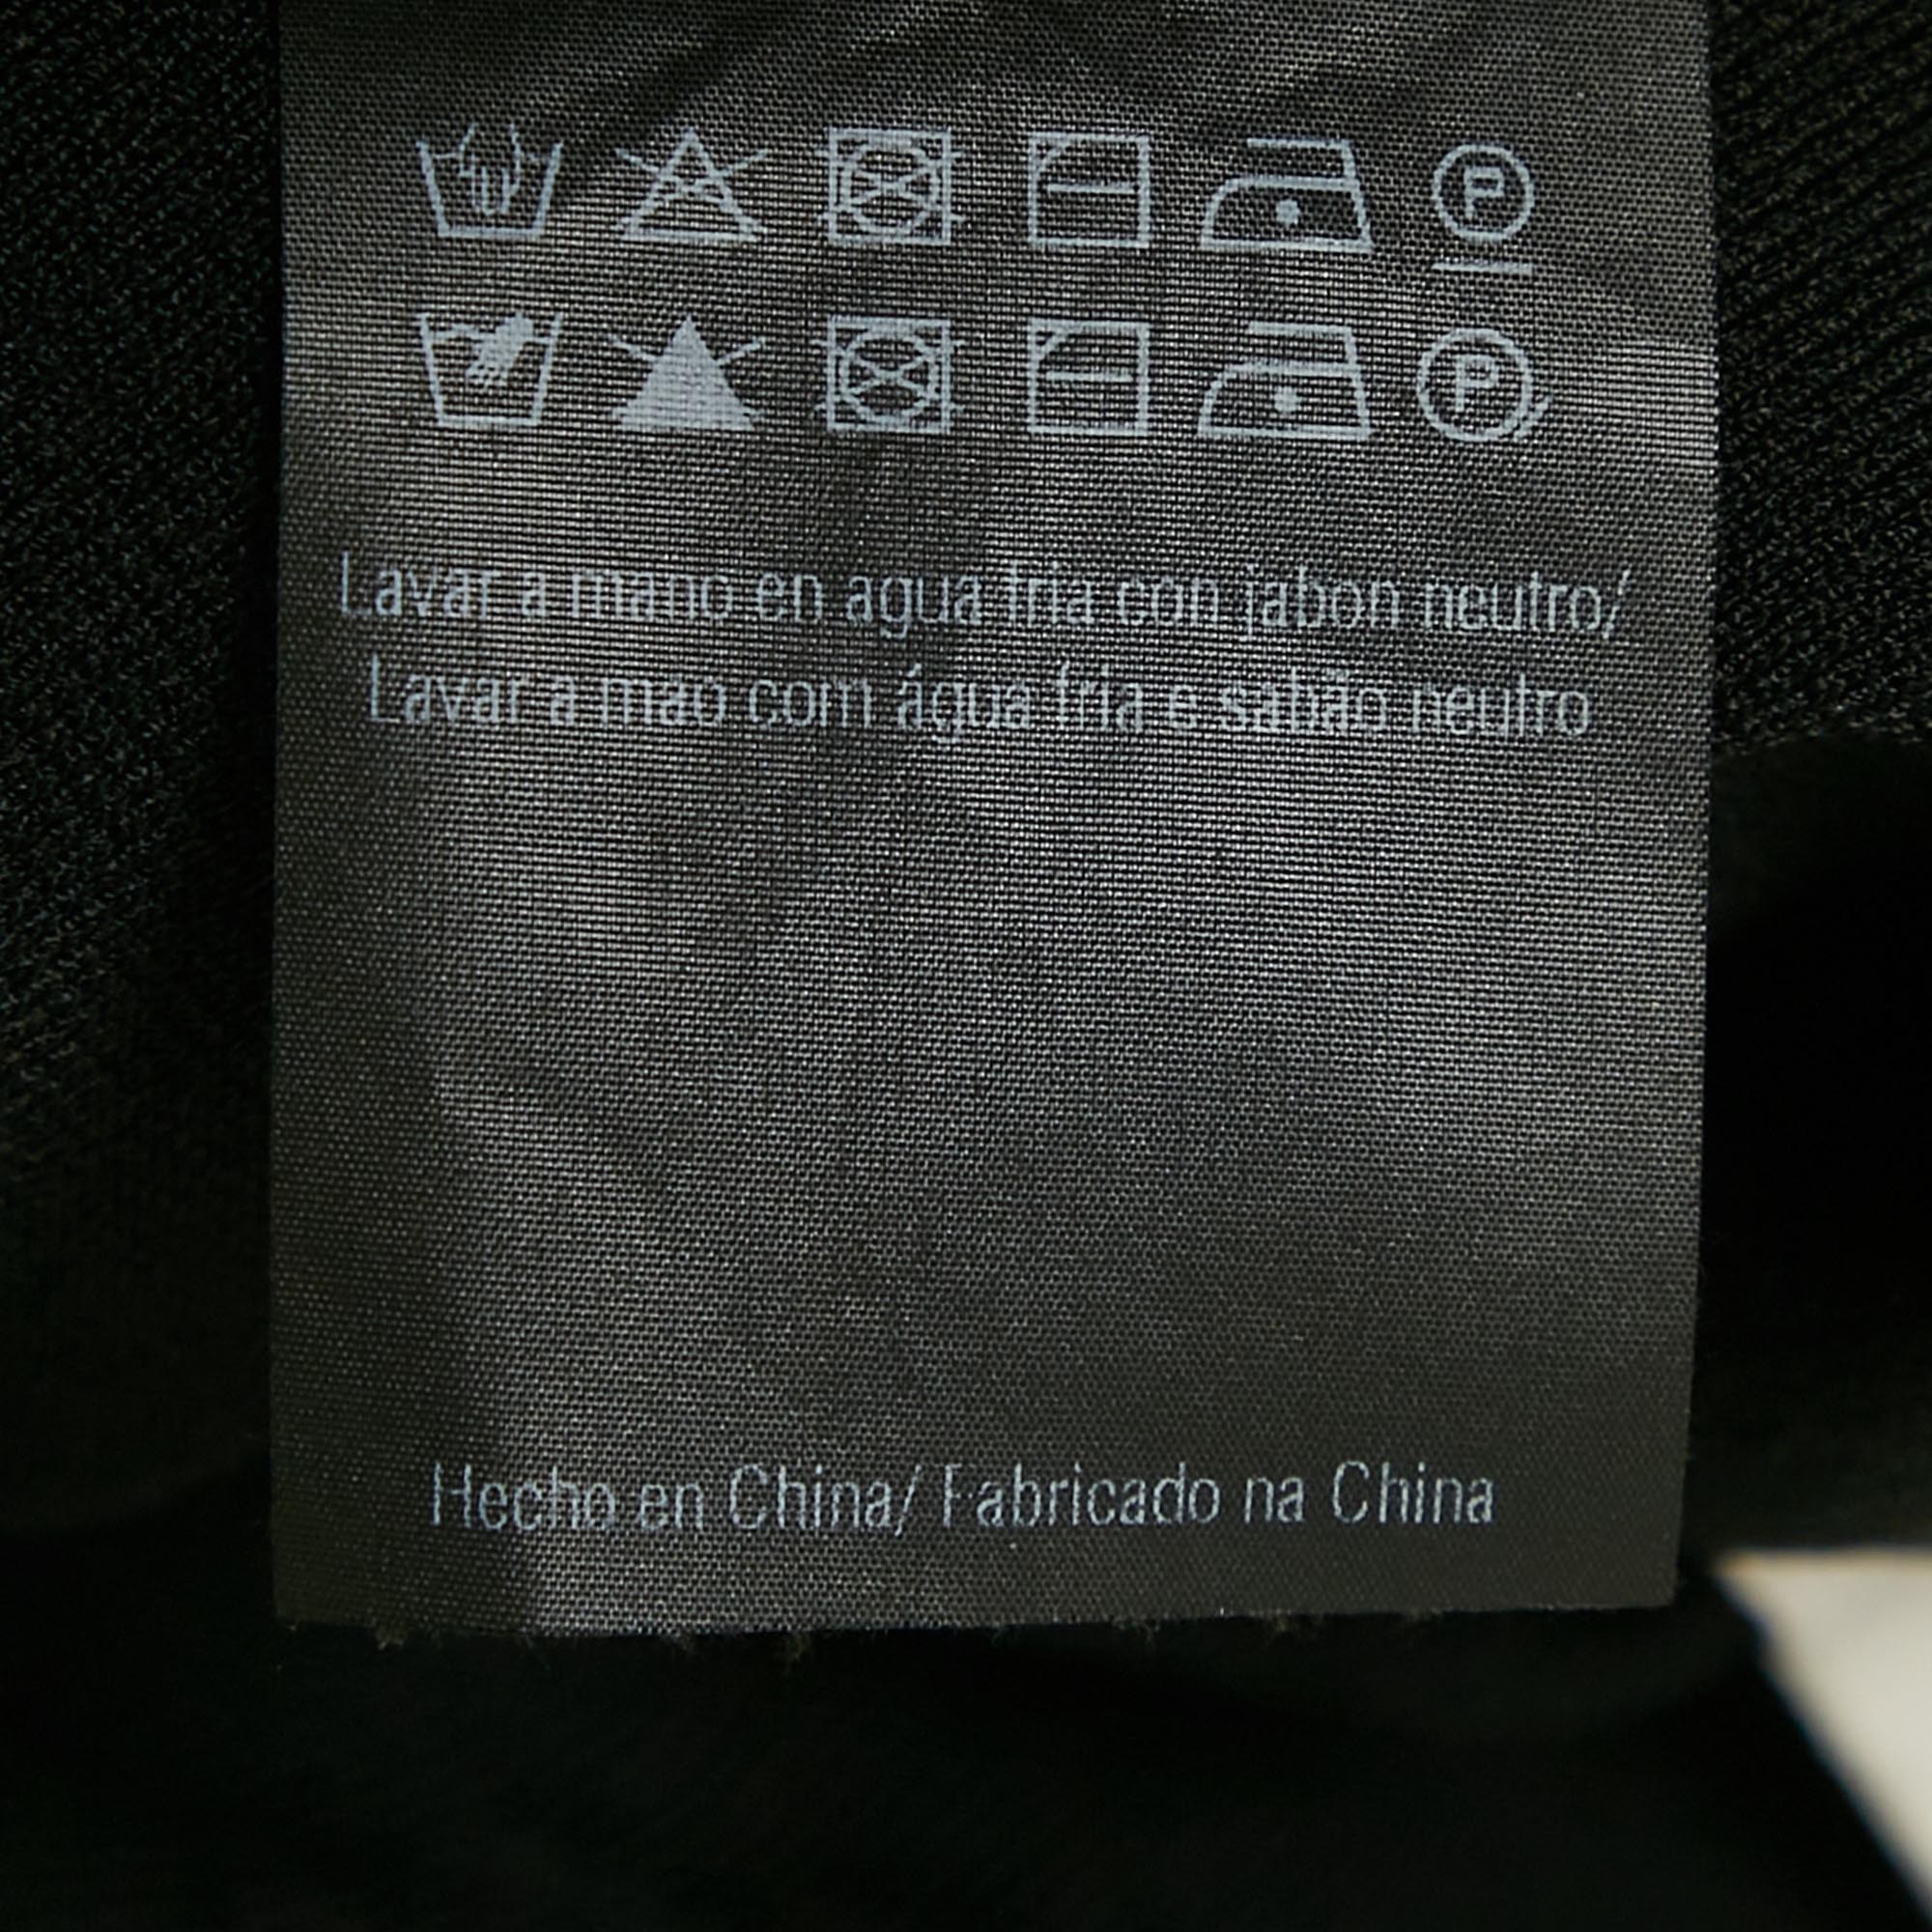 P
P
Lavar a mano en agua fria con jabon neutro/
Lavar a mao com água fria e sabão neutro
Hecho en China/ Fabricado na China